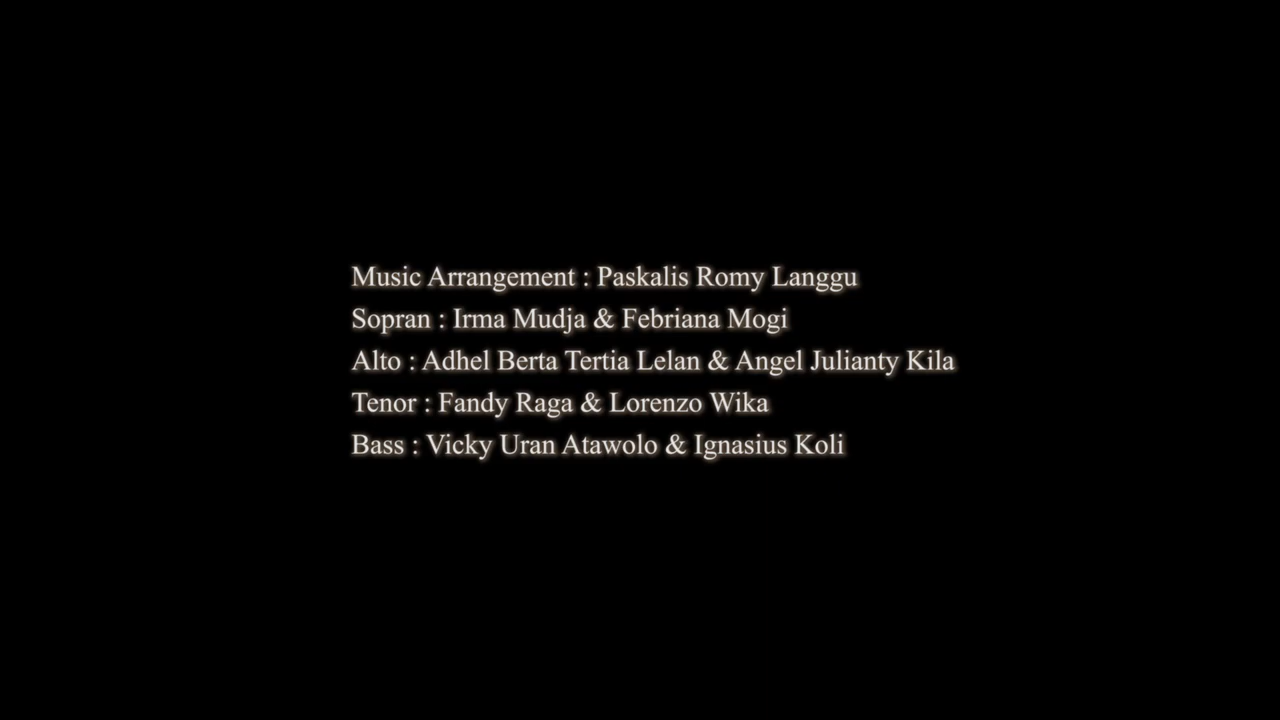 Music Arrangement : Paskalis Romy Langgu
Sopran : Irma Mudja & Febriana Mogi
Alto : Adhel Berta Tertia Lelan & Angel Julianty Kila
Tenor : Fandy Raga & Lorenzo Wika
Bass : Vicky Uran Atawolo & Ignasius Koli